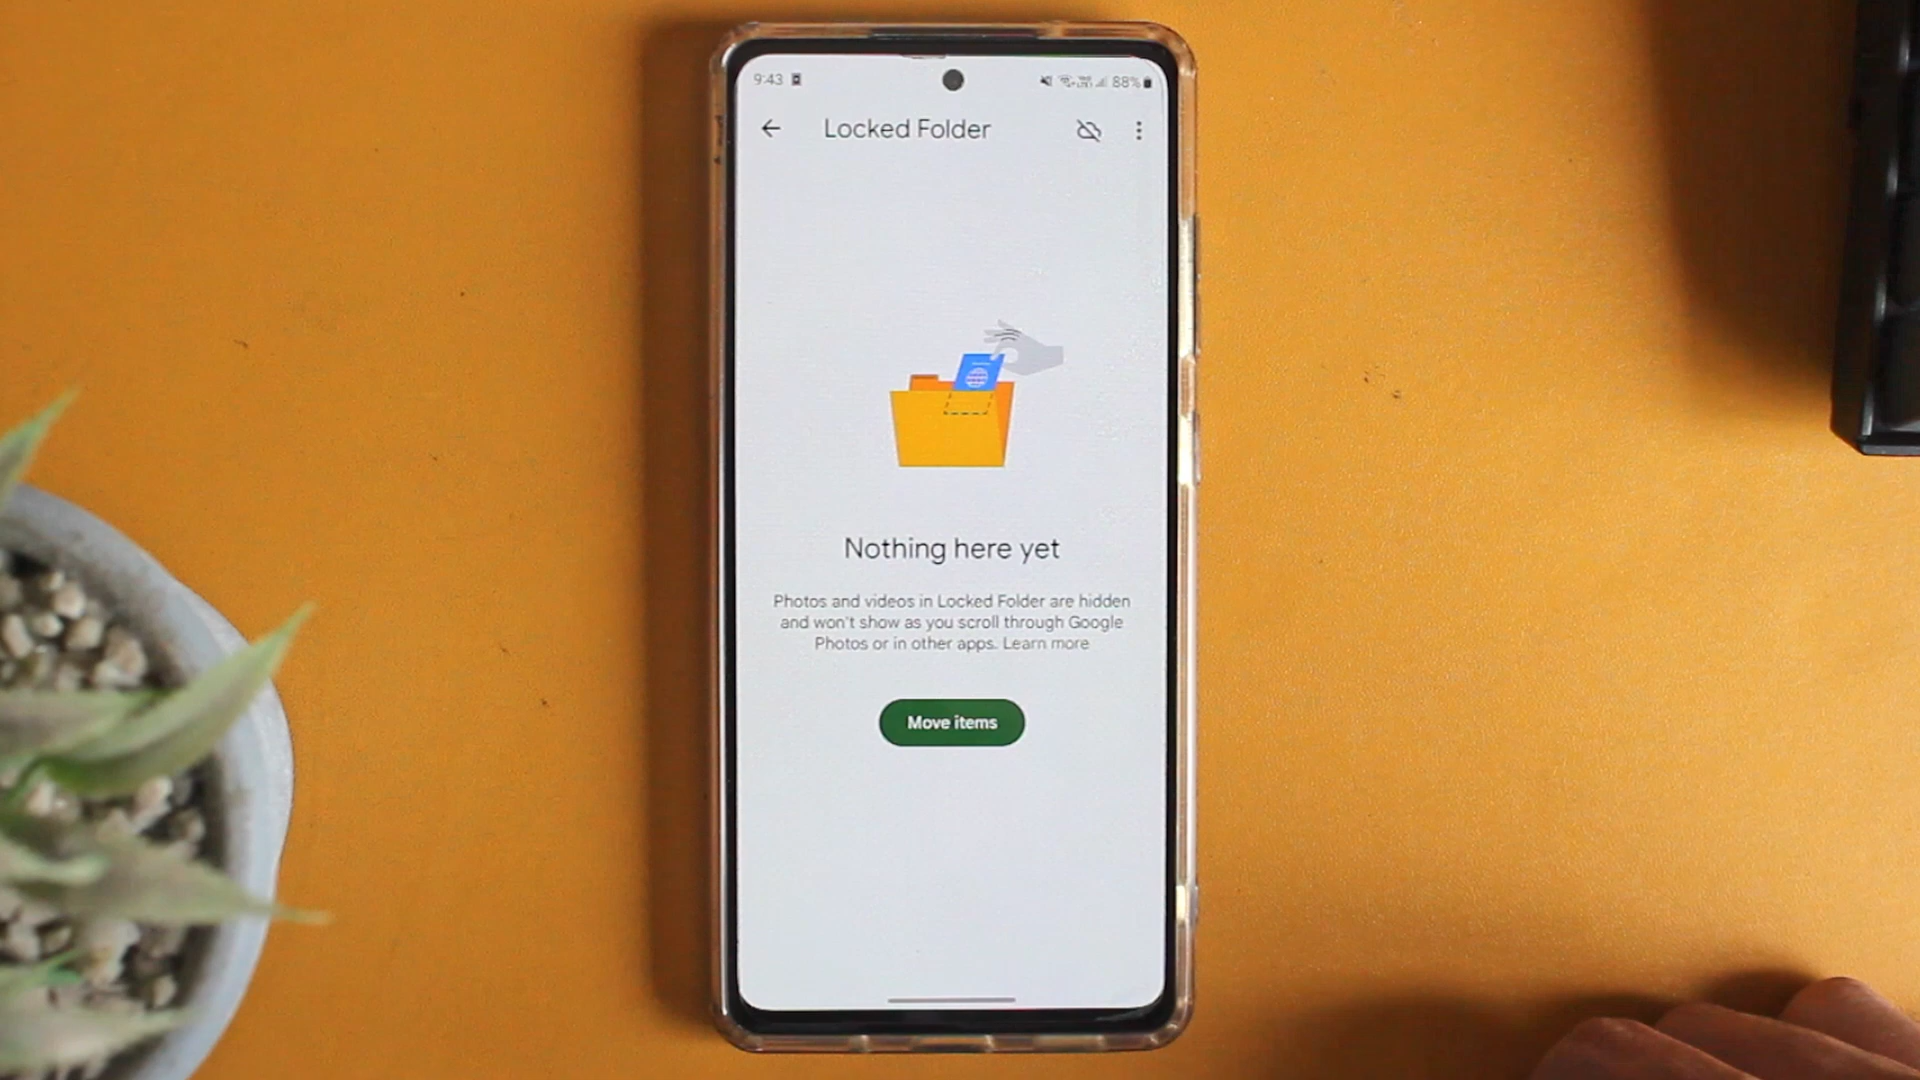 9:43
88%
Locked Folder
Nothing here yet
Photos and videos in Locked Folder are hidden
and won't show as you scroll through Google
Photos or in other apps. Learn more
Move items